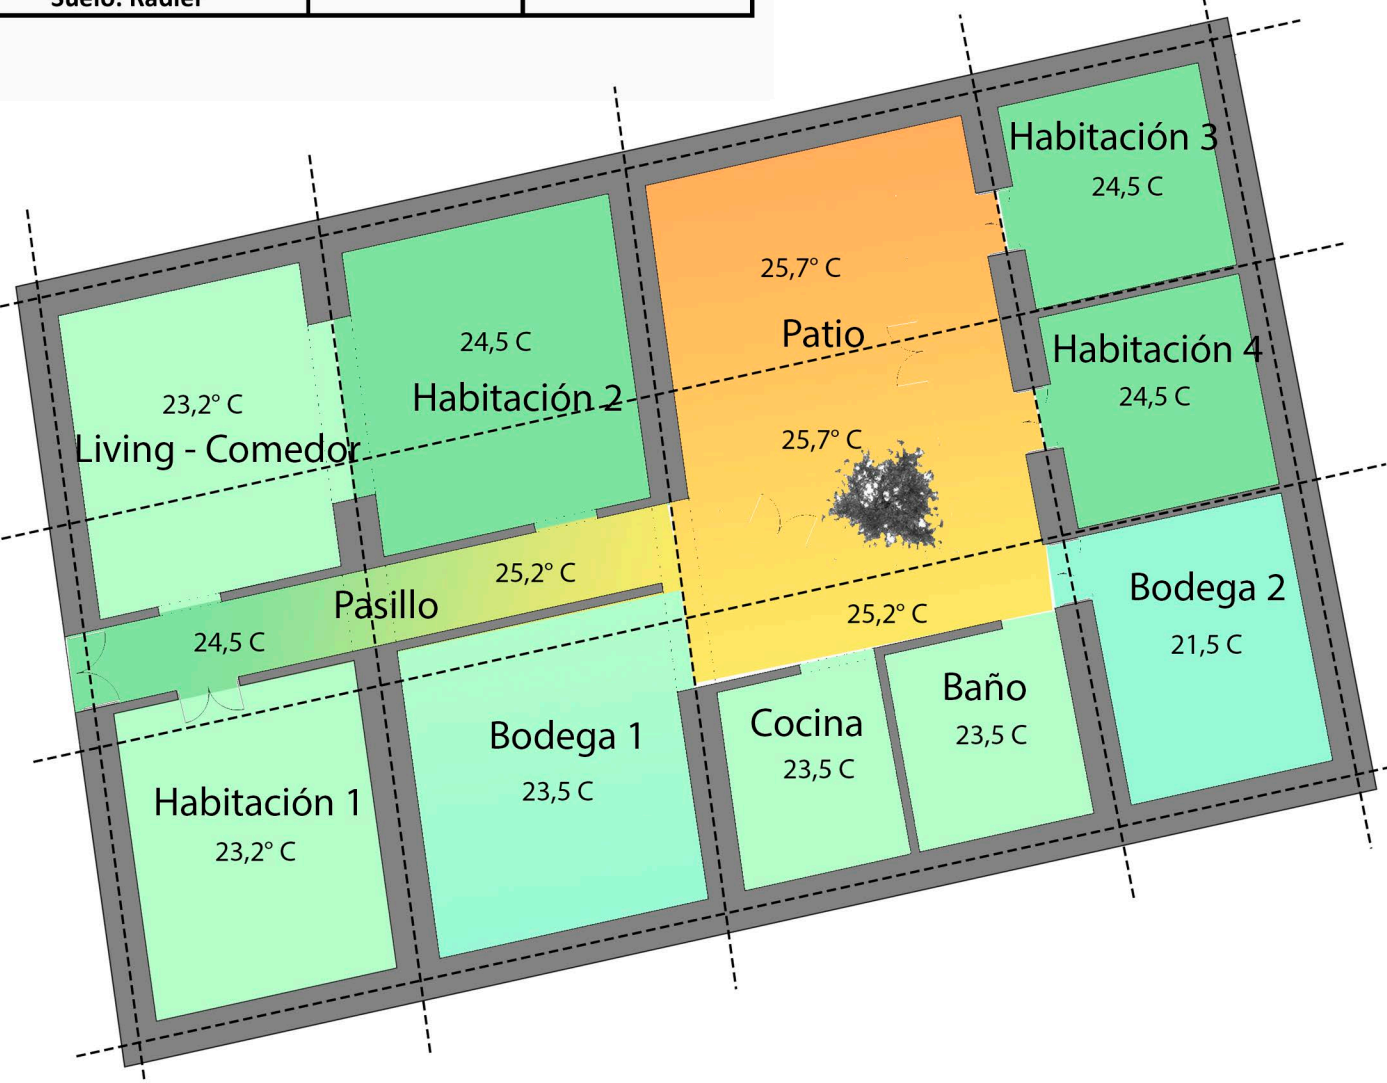 Suelo: Radier
Habitación 3
24,5 C
25,7° C
Patio
24,5 C
Habitación 2
Habitación 4
24,5 C
23,2° C
Living - Comedor
25,7° C
25,2° C
Pasillo
24,5 C
25,2° C
Bodega 2
21,5 C
Baño
23,5 C
Cocina
23,5 C
Bodega 1
23,5 C
Habitación 1
23,2° C